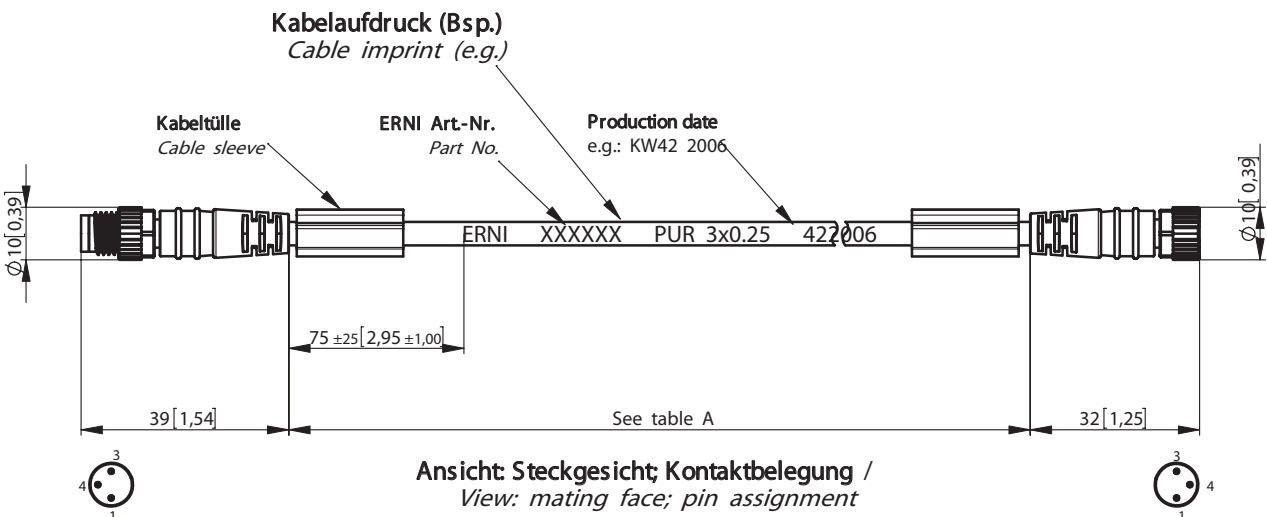 Kabelaufdruck (Bsp.)
Cable imprint (e.g.)
Kabeltülle
Cable sleeve
ERNI Art.-Nr.
Part No.
Production date
e.g.: KW42 2006
Ø10[0,39]
Ø10[0,39]
ERNI XXXXXX PUR 3x0.25 422006
75 ±25[2,95 ±1,00]
39[1,54]
See table A
32[1,25]
3
4
1
Ansicht: Steckgesicht; Kontaktbelegung /
View: mating face; pin assignment
3
4
1